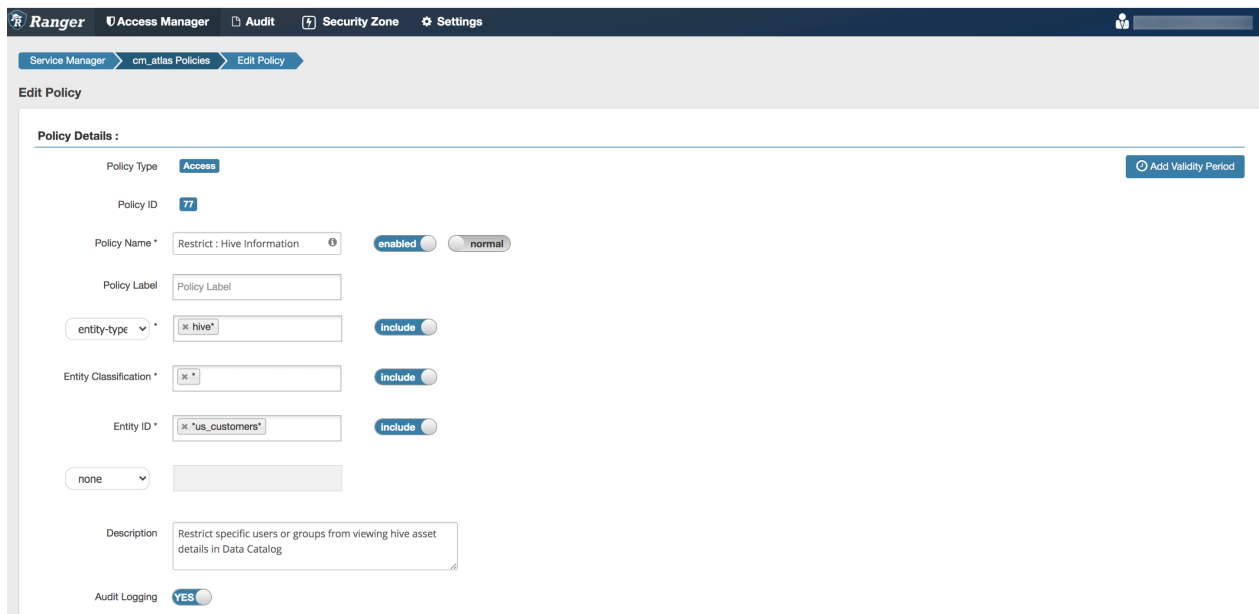 Ranger Access Manager Audit Security Zone Settings
Service Manager cm_atlas Policies Edit Policy
Edit Policy
Policy Details :
Policy Type Access Add Validity Period
Policy ID 77
Policy Name * Restrict : Hive Information enabled normal
Policy Label Policy Label
entity-type * × hive* include
Entity Classification * × * include
Entity ID * × *us_customers* include
none
Description Restrict specific users or groups from viewing hive asset
details in Data Catalog
Audit Logging YES